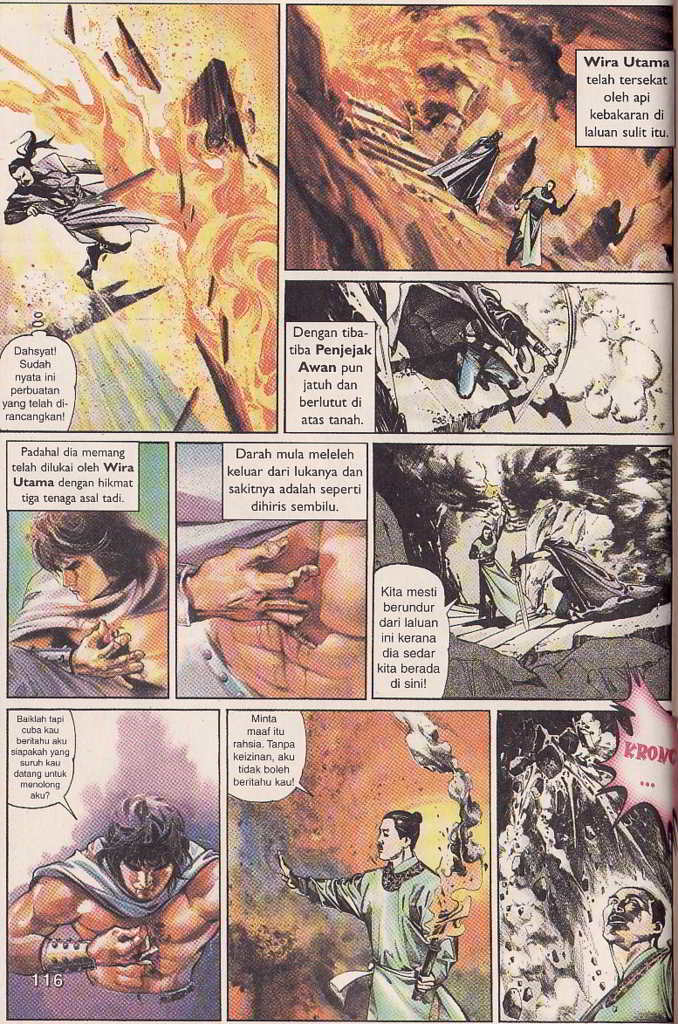 Dahsyat!
Sudah
nyata ini
perbuatan
yang telah di-
rancangkan!
Wira Utama
telah tersekat
oleh api
kebakaran di
laluan sulit itu.
Dengan tiba-
tiba Penjejak
Awan pun
jatuh dan
berlutut di
atas tanah.
Padahal dia memang
telah dilukai oleh Wira
Utama dengan hikmat
tiga tenaga asal tadi.
Darah mula meleleh
keluar dari lukanya dan
sakitnya adalah seperti
dihiris sembilu.
Kita mesti
berundur
dari laluan
ini kerana
dia sedar
kita berada
di sini!
Baiklah tapi
cuba kau
beritahu aku
siapakah yang
suruh kau
datang untuk
menolong
aku?
Minta
maaf itu
rahsia. Tanpa
keizinan, aku
tidak boleh
beritahu kau!
KRONG
...
116